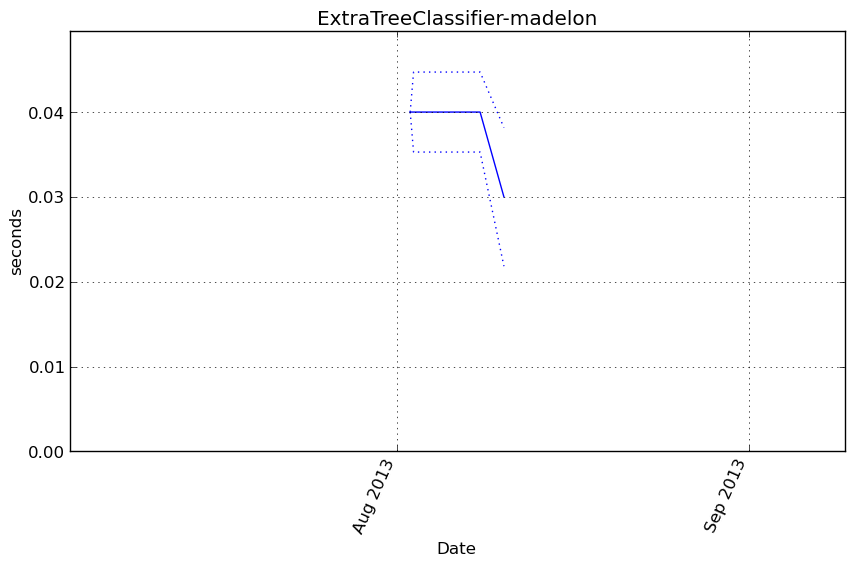 ExtraTreeClassifier-madelon
0.04
0.03
0.02
0.01
0.00
seconds
Aug 2013
Sep 2013
Date